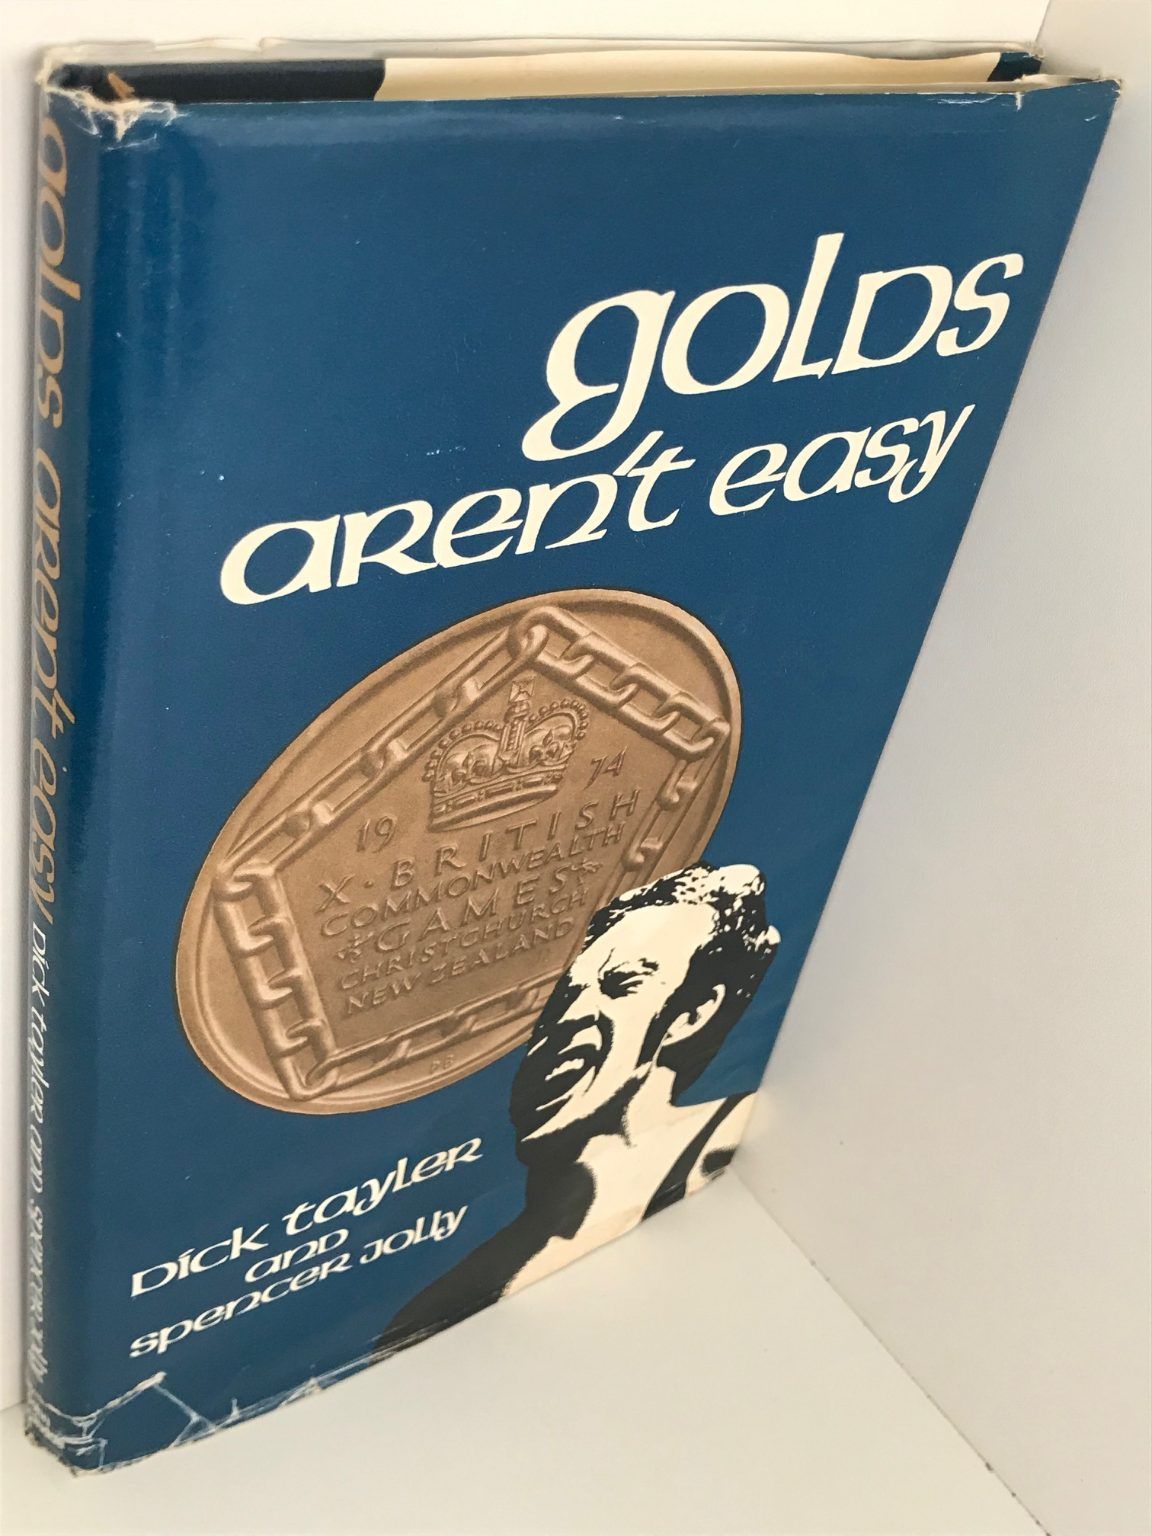 golds
aren't easy
19 74
X · BRITISH
COMMONWEALTH
GAMES
CHRISTCHURCH
NEW ZEALAND
Dick Tayler
and
Spencer Jolly
golds aren't easy Dick Tayler and Spencer Jolly